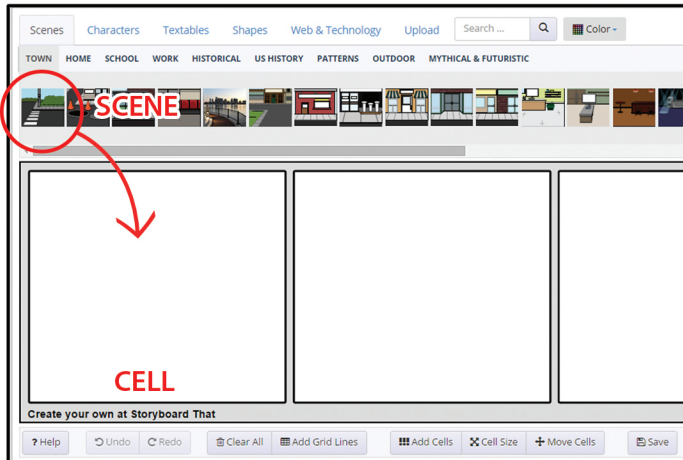 Scenes Characters Textables Shapes Web & Technology Upload Search ... Color
TOWN HOME SCHOOL WORK HISTORICAL US HISTORY PATTERNS OUTDOOR MYTHICAL & FUTURISTIC
SCENE
CELL
Create your own at Storyboard That
? Help Undo Redo Clear All Add Grid Lines Add Cells Cell Size Move Cells Save